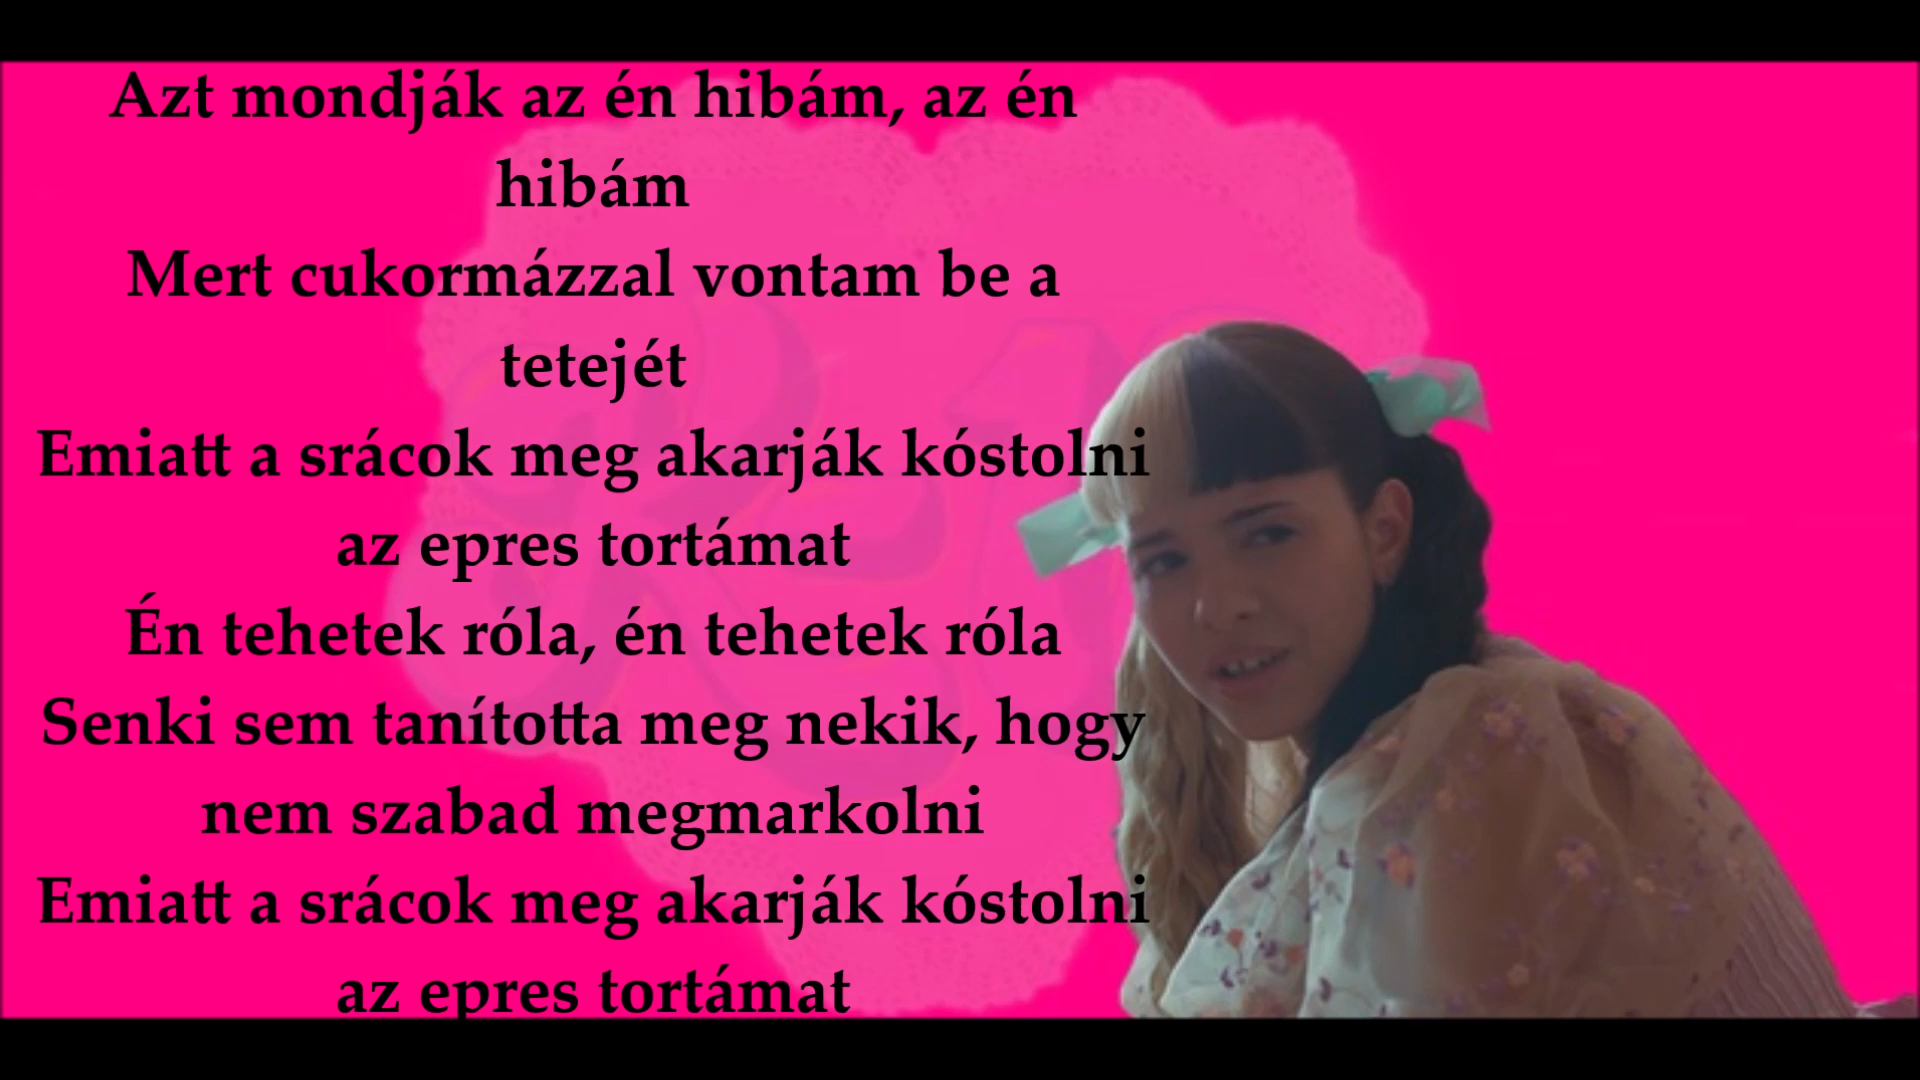 Azt mondják az én hibám, az én
hibám
Mert cukormázzal vontam be a
tetejét
Emiatt a srácok meg akarják kóstolni
az epres tortámat
Én tehetek róla, én tehetek róla
Senki sem tanította meg nekik, hogy
nem szabad megmarkolni
Emiatt a srácok meg akarják kóstolni
az epres tortámat